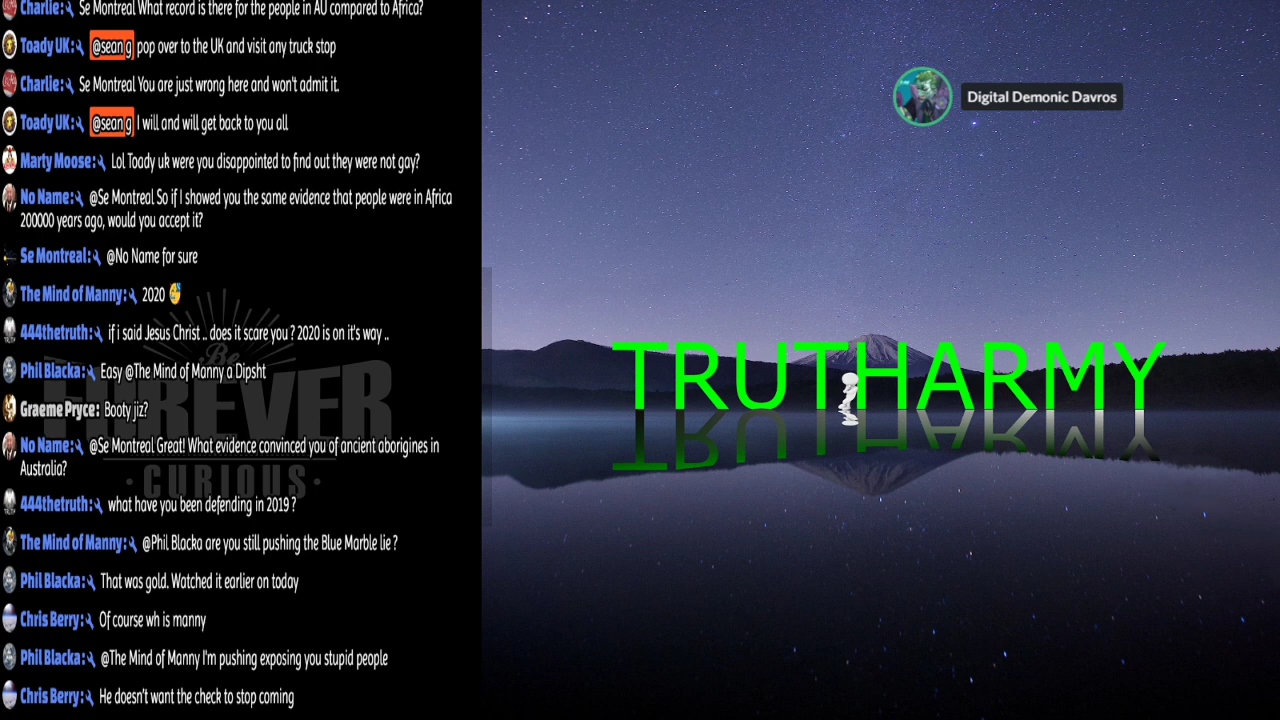 Charlie: Se Montreal What record is there for the people in AU compared to Africa?
Toady UK: @sean g pop over to the UK and visit any truck stop
Charlie: Se Montreal You are just wrong here and won't admit it.
Toady UK: @sean g I will and will get back to you all
Marty Moose: Lol Toady uk were you disappointed to find out they were not gay?
No Name: @Se Montreal So if I showed you the same evidence that people were in Africa
200000 years ago, would you accept it?
Se Montreal: @No Name for sure
The Mind of Manny: 2020 😴
444thetruth: if i said Jesus Christ .. does it scare you ? 2020 is on it's way ..
Phil Blacka: Easy @The Mind of Manny a Dipsht
Graeme Pryce: Booty jiz?
No Name: @Se Montreal Great! What evidence convinced you of ancient aborigines in
Australia?
444thetruth: what have you been defending in 2019 ?
The Mind of Manny: @Phil Blacka are you still pushing the Blue Marble lie ?
Phil Blacka: That was gold. Watched it earlier on today
Chris Berry: Of course wh is manny
Phil Blacka: @The Mind of Manny I'm pushing exposing you stupid people
Chris Berry: He doesn't want the check to stop coming
Be
FOREVER
· CURIOUS ·
Digital Demonic Davros
TRUTHARMY